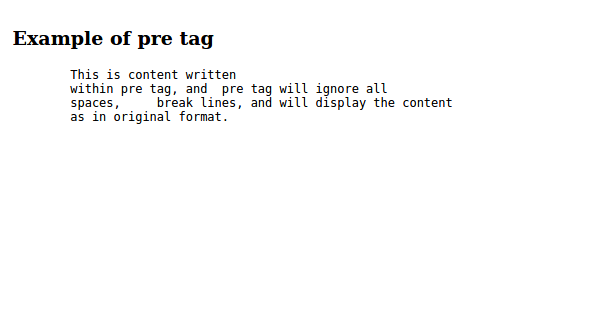 Example of pre tag
This is content written
within pre tag, and  pre tag will ignore all
spaces,     break lines, and will display the content
as in original format.